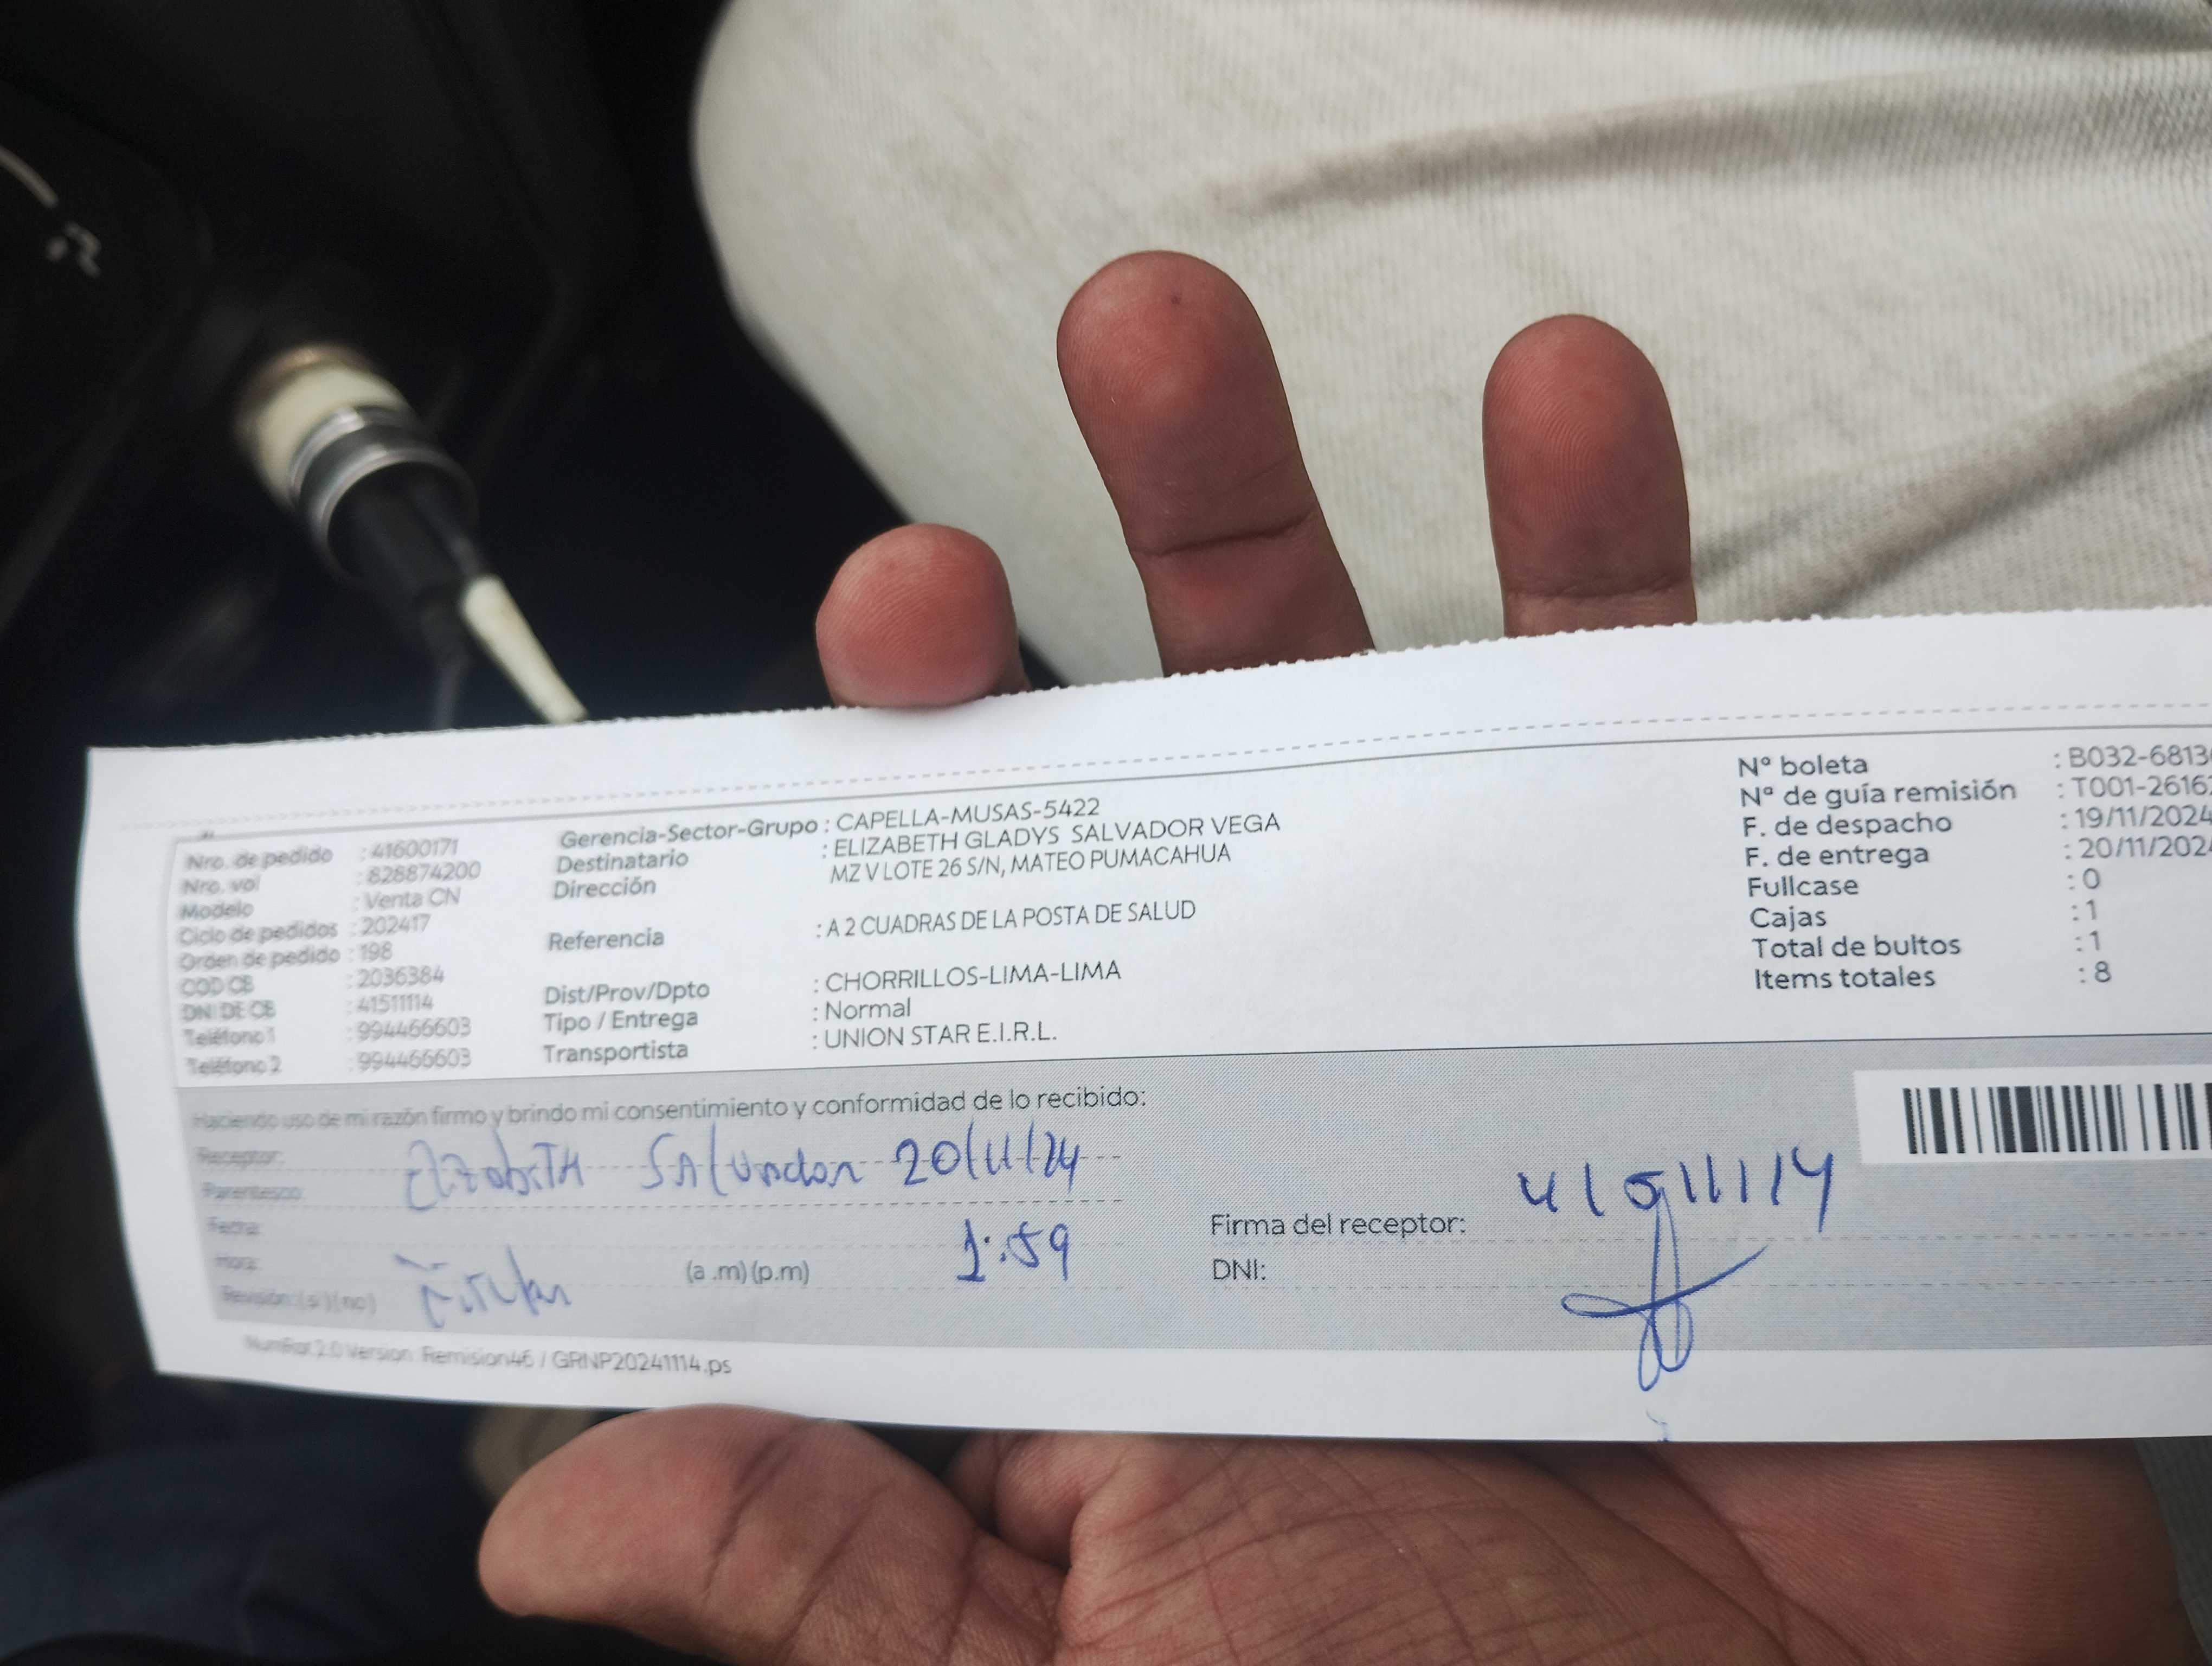 Nro. de pedido : 41600171
Nro. vol : 828874200
Modelo : Venta CN
Ciclo de pedidos : 202417
Orden de pedido : 198
COD CB : 2036384
DNI DE CB : 41511114
Teléfono 1 : 994466603
Teléfono 2 : 994466603
Gerencia-Sector-Grupo : CAPELLA-MUSAS-5422
Destinatario : ELIZABETH GLADYS SALVADOR VEGA
Dirección MZ V LOTE 26 S/N, MATEO PUMACAHUA
Referencia : A 2 CUADRAS DE LA POSTA DE SALUD
Dist/Prov/Dpto : CHORRILLOS-LIMA-LIMA
Tipo / Entrega : Normal
Transportista : UNION STAR E.I.R.L.
Nº boleta : B032-6813
Nº de guía remisión : T001-2616
F. de despacho : 19/11/2024
F. de entrega : 20/11/202
Fullcase : 0
Cajas : 1
Total de bultos : 1
Items totales : 8
Haciendo uso de mi razón firmo y brindo mi consentimiento y conformidad de lo recibido:
Receptor: ElizabiTH SAlvador 20/11/24
Parentesco:
Fecha:
Hora: (a .m) (p.m) 1:59
Revisión: (si) (no)
Firma del receptor: 41511114
DNI:
Version: Remision46 / GRNP20241114.ps